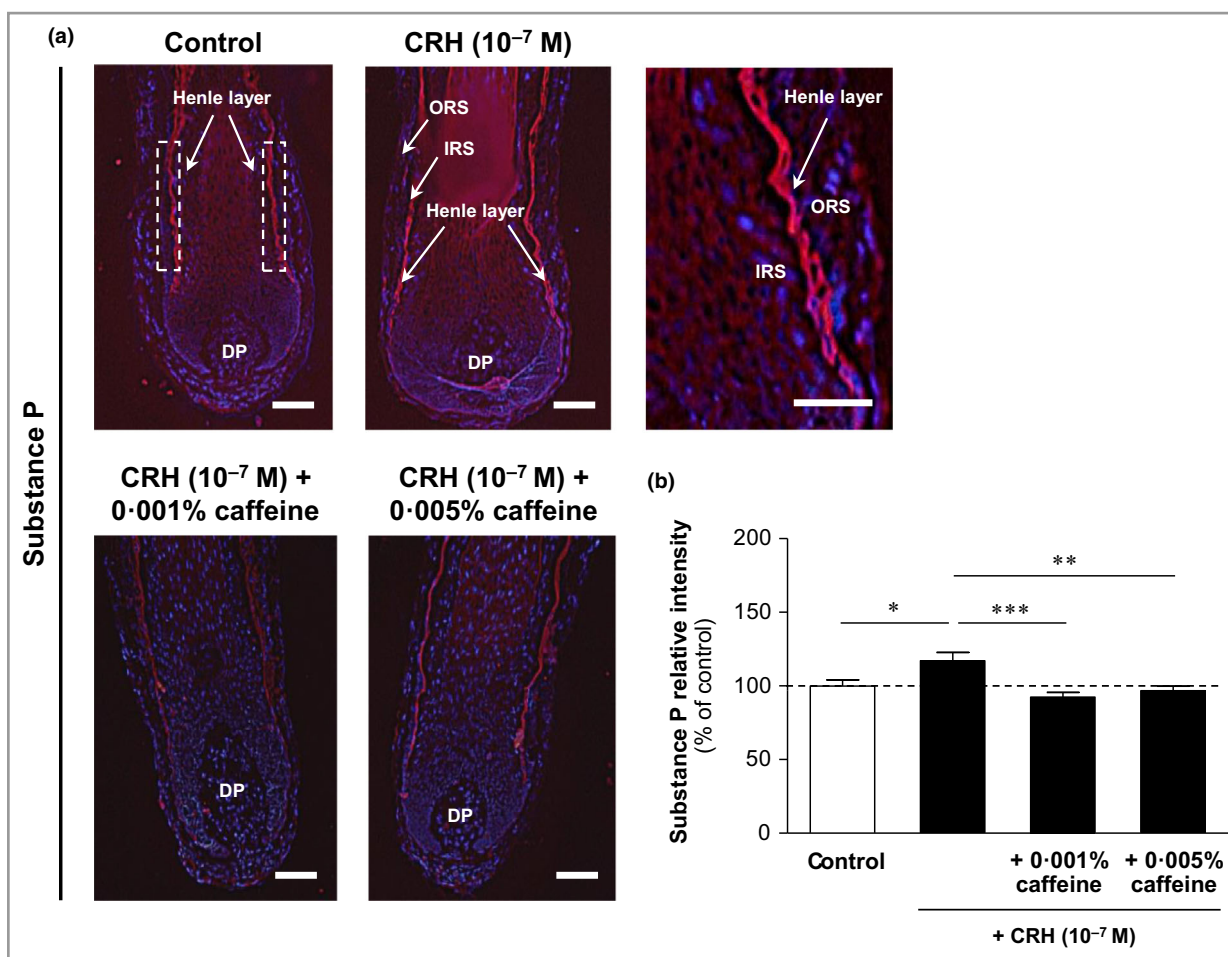 (a)
Control
CRH (10⁻⁷ M)
Substance P
Henle layer
DP
ORS
IRS
Henle layer
DP
Henle layer
ORS
IRS
CRH (10⁻⁷ M) +
0·001% caffeine
CRH (10⁻⁷ M) +
0·005% caffeine
DP
DP
(b)
Substance P relative intensity
(% of control)
200
150
100
50
0
*
***
**
Control
+ 0·001%
caffeine
+ 0·005%
caffeine
+ CRH (10⁻⁷ M)